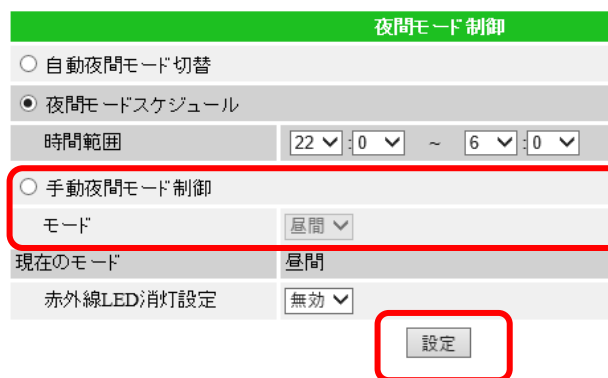 夜間モード制御
自動夜間モード切替
夜間モードスケジュール
時間範囲 22 :0 ~ 6 :0
手動夜間モード制御
モード 昼間
現在のモード 昼間
赤外線LED消灯設定 無効
設定